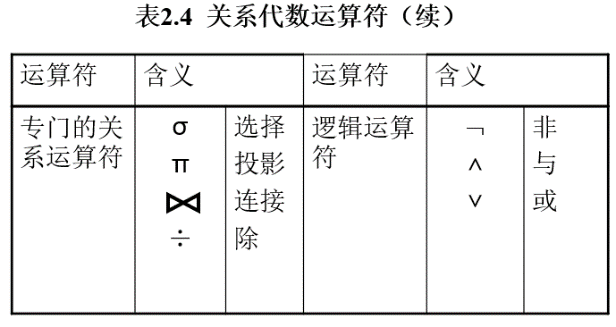 表2.4 关系代数运算符（续）
运算符 含义 运算符 含义
专门的关系运算符 σ 选择 逻辑运算符 ¬ 非
π 投影 ∧ 与
⋈ 连接 ∨ 或
÷ 除